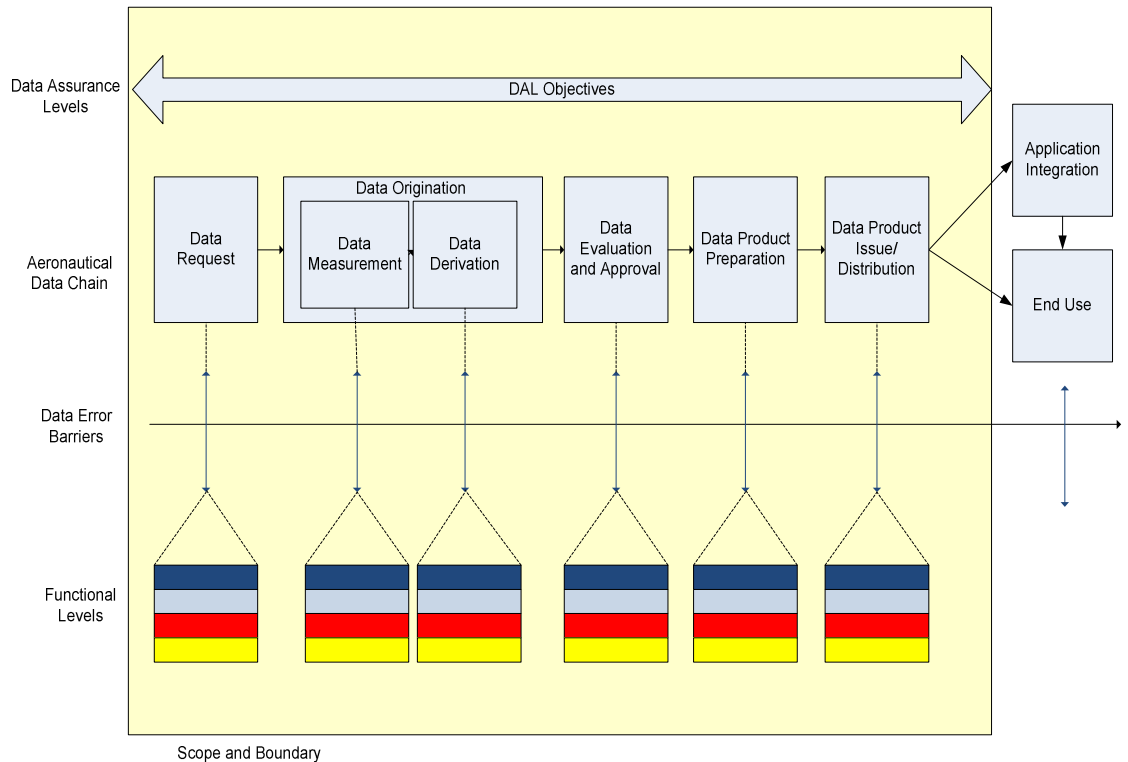 Data Assurance
Levels
DAL Objectives
Application
Integration
Data Origination
Data
Request
Data
Measurement
Data
Derivation
Data
Evaluation
and Approval
Data Product
Preparation
Data Product
Issue/
Distribution
Aeronautical
Data Chain
End Use
Data Error
Barriers
Functional
Levels
Scope and Boundary